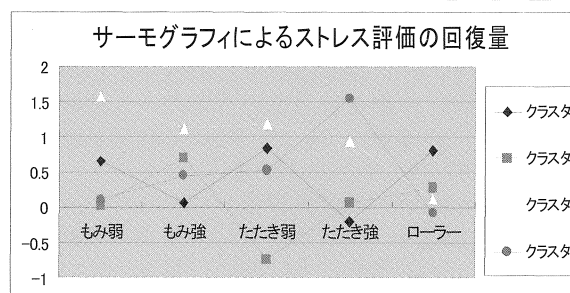 サーモグラフィによるストレス評価の回復量
2
1.5
1
0.5
0
-0.5
-1
もみ弱 もみ強 たたき弱 たたき強 ローラー
クラスタ
クラスタ
クラスタ
クラスタ